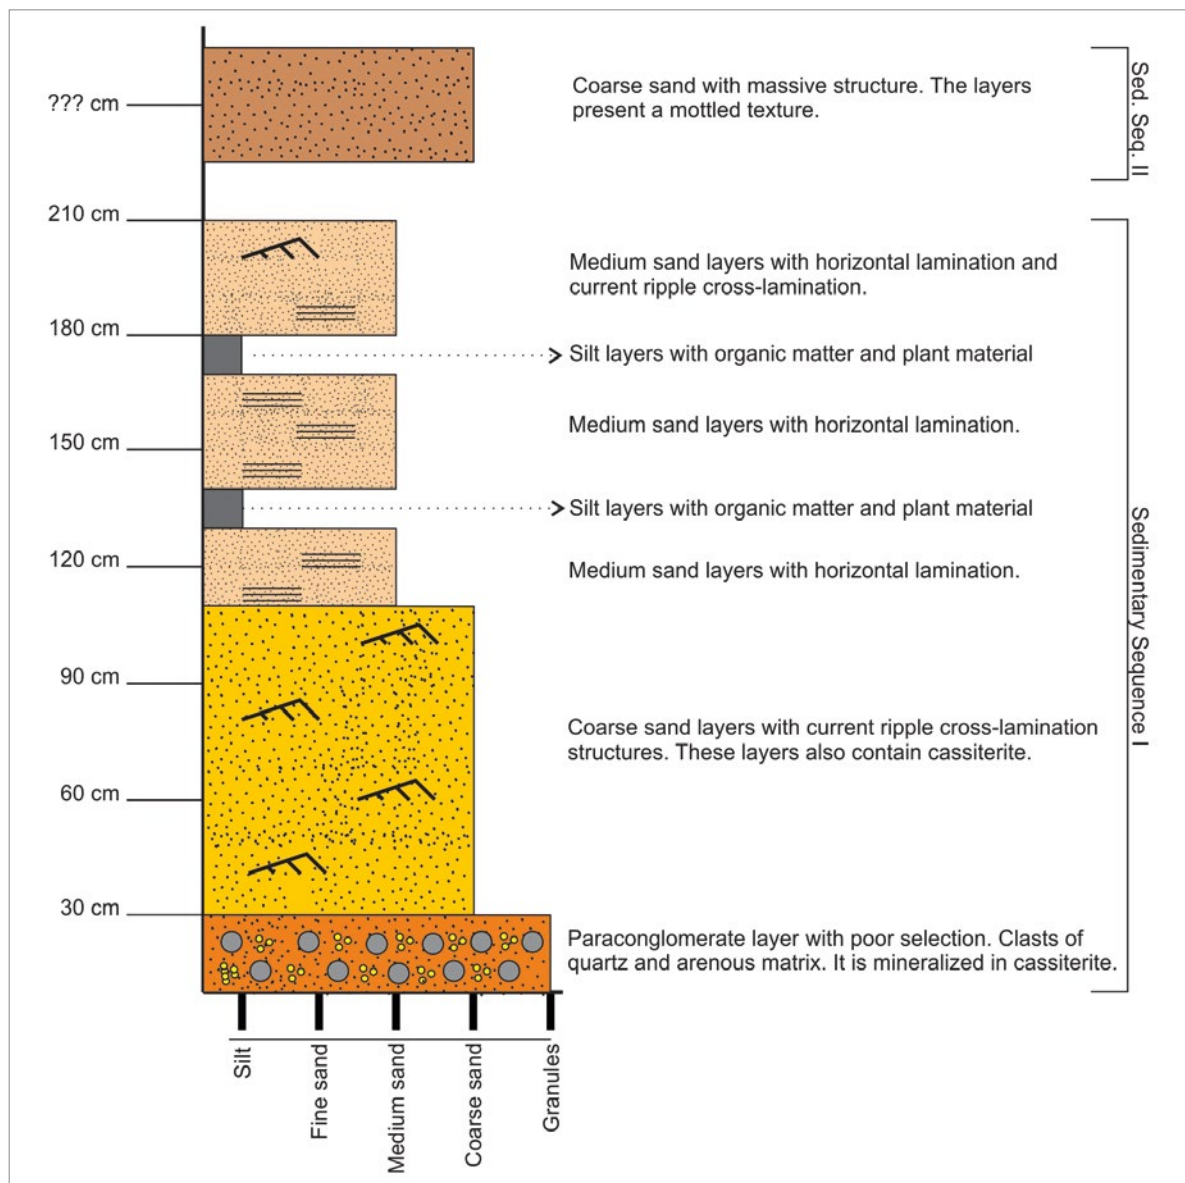 ??? cm
Coarse sand with massive structure. The layers
present a mottled texture.
Sed. Seq. II
210 cm
Medium sand layers with horizontal lamination and
current ripple cross-lamination.
180 cm
Silt layers with organic matter and plant material
150 cm
Medium sand layers with horizontal lamination.
Silt layers with organic matter and plant material
120 cm
Medium sand layers with horizontal lamination.
Sedimentary Sequence I
90 cm
Coarse sand layers with current ripple cross-lamination
structures. These layers also contain cassiterite.
60 cm
30 cm
Paraconglomerate layer with poor selection. Clasts of
quartz and arenous matrix. It is mineralized in cassiterite.
Silt
Fine sand
Medium sand
Coarse sand
Granules